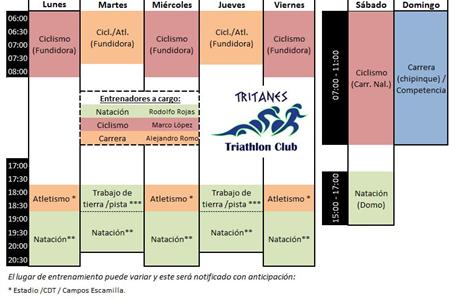 Lunes Martes Miércoles Jueves Viernes Sábado Domingo
06:00
06:30
07:00
07:30
08:00
Ciclismo
(Fundidora)
Cicl./Atl.
(Fundidora)
Ciclismo
(Fundidora)
Cicl./Atl.
(Fundidora)
Ciclismo
(Fundidora)
07:00 - 11:00
Ciclismo
(Carr. Nal.)
Carrera
(chipinque) /
Competencia
Entrenadores a cargo:
Natación Rodolfo Rojas
Ciclismo Marco López
Carrera Alejandro Romo
TRITANES
Triathlon Club
17:00
17:30
18:00
18:30
19:00
19:30
20:00
20:30
Atletismo *
Trabajo de
tierra /pista ***
Atletismo *
Trabajo de
tierra /pista ***
Atletismo *
Natación**
Natación**
Natación**
Natación**
Natación**
15:00 - 17:00
Natación
(Domo)
El lugar de entrenamiento puede variar y este será notificado con anticipación:
* Estadio /CDT / Campos Escamilla.